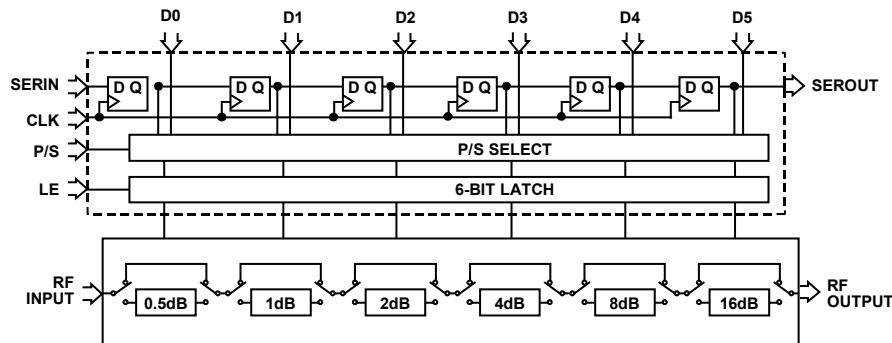 D0 D1 D2 D3 D4 D5
SERIN D Q D Q D Q D Q D Q D Q SEROUT
CLK
P/S P/S SELECT
LE 6-BIT LATCH
RF
INPUT 0.5dB 1dB 2dB 4dB 8dB 16dB RF
OUTPUT